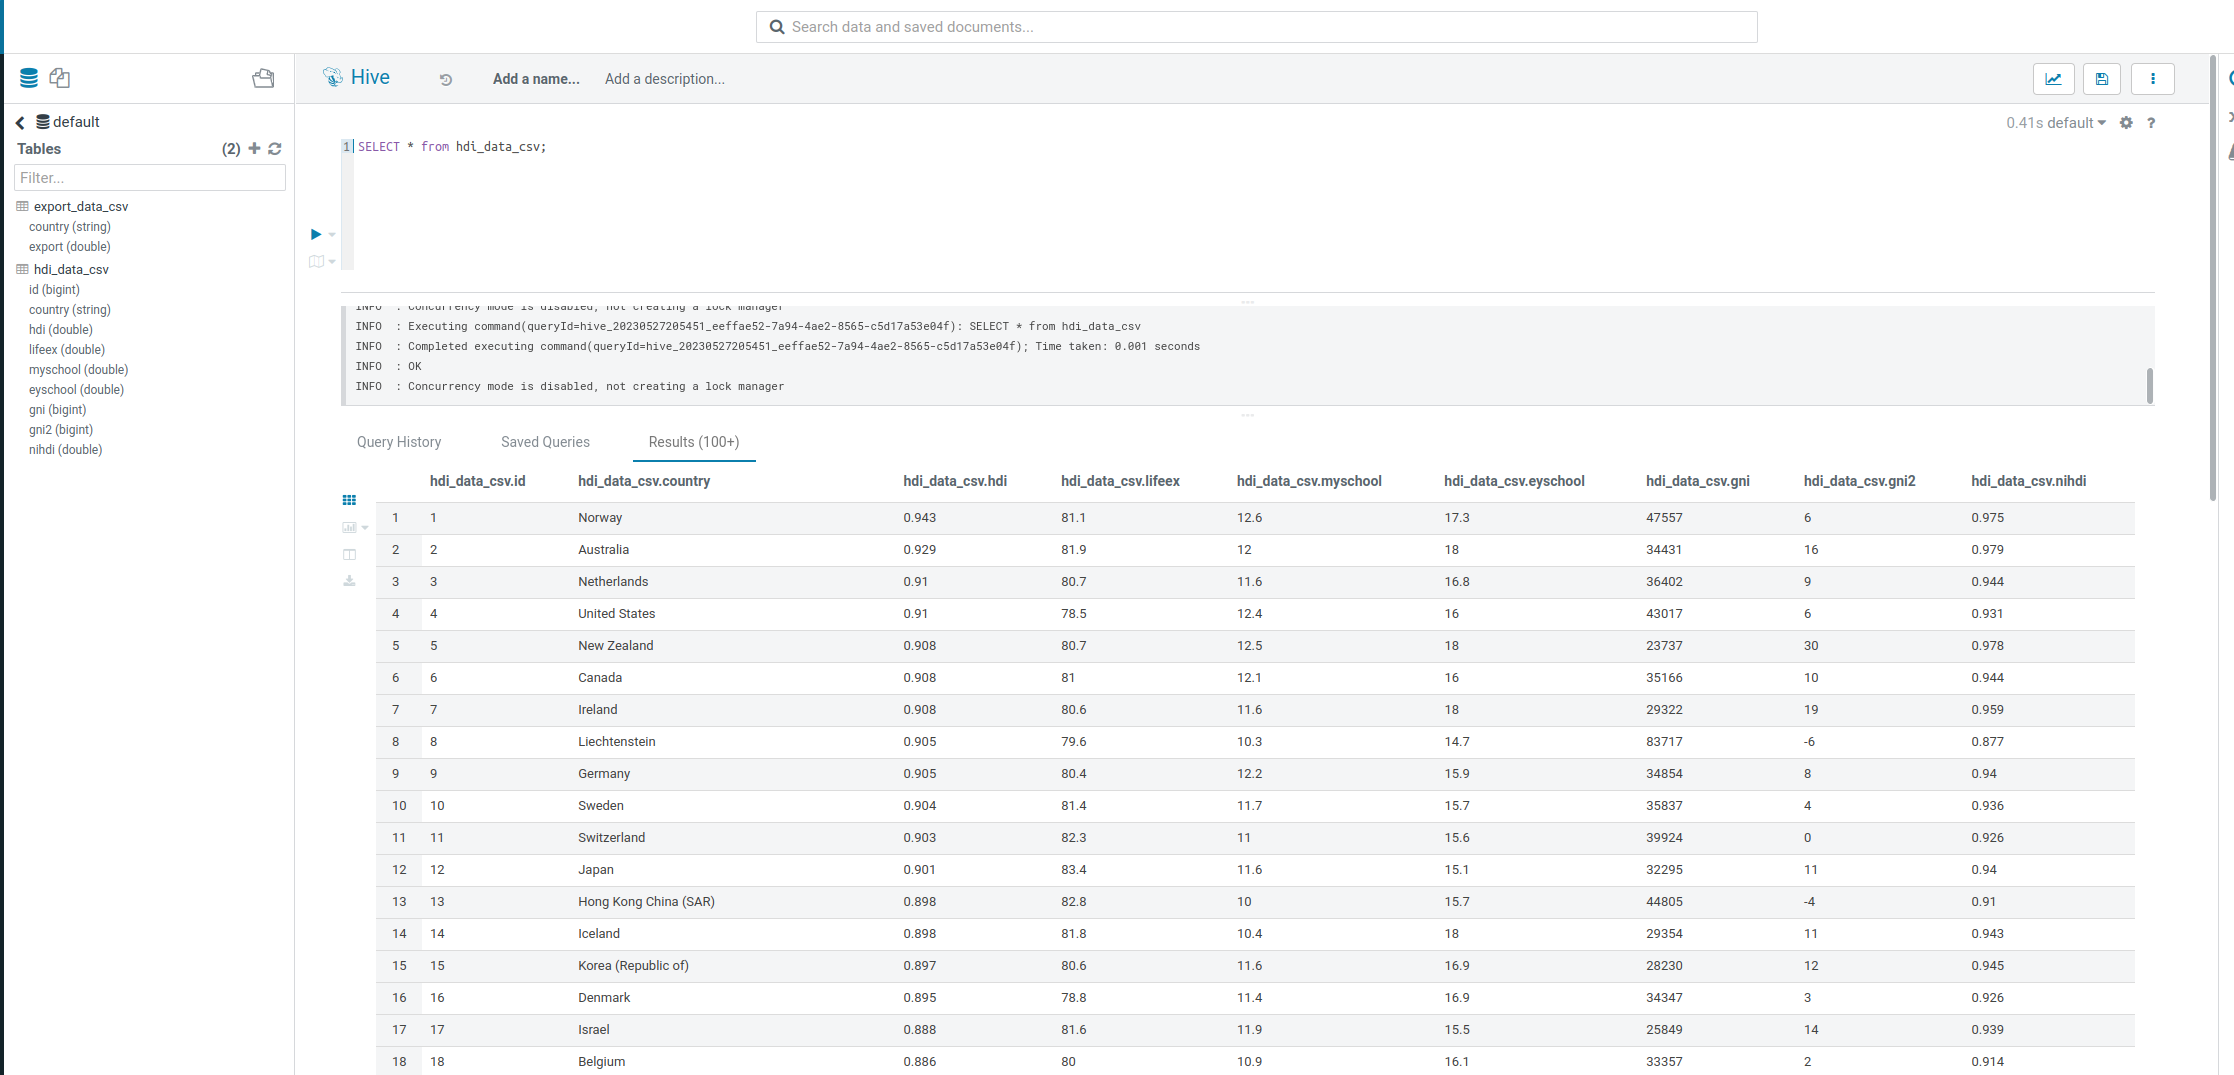 Search data and saved documents...
Hive
Add a name...
Add a description...
default
Tables
(2)
Filter...
export_data_csv
country (string)
export (double)
hdi_data_csv
id (bigint)
country (string)
hdi (double)
lifeex (double)
myschool (double)
eyschool (double)
gni (bigint)
gni2 (bigint)
nihdi (double)
0.41s default ?
1 SELECT * from hdi_data_csv;
INFO : Concurrency mode is disabled, not creating a lock manager
INFO : Executing command(queryId=hive_20230527205451_eeffae52-7a94-4ae2-8565-c5d17a53e04f): SELECT * from hdi_data_csv
INFO : Completed executing command(queryId=hive_20230527205451_eeffae52-7a94-4ae2-8565-c5d17a53e04f); Time taken: 0.001 seconds
INFO : OK
INFO : Concurrency mode is disabled, not creating a lock manager
Query History Saved Queries Results (100+)
hdi_data_csv.id hdi_data_csv.country hdi_data_csv.hdi hdi_data_csv.lifeex hdi_data_csv.myschool hdi_data_csv.eyschool hdi_data_csv.gni hdi_data_csv.gni2 hdi_data_csv.nihdi
1 1 Norway 0.943 81.1 12.6 17.3 47557 6 0.975
2 2 Australia 0.929 81.9 12 18 34431 16 0.979
3 3 Netherlands 0.91 80.7 11.6 16.8 36402 9 0.944
4 4 United States 0.91 78.5 12.4 16 43017 6 0.931
5 5 New Zealand 0.908 80.7 12.5 18 23737 30 0.978
6 6 Canada 0.908 81 12.1 16 35166 10 0.944
7 7 Ireland 0.908 80.6 11.6 18 29322 19 0.959
8 8 Liechtenstein 0.905 79.6 10.3 14.7 83717 -6 0.877
9 9 Germany 0.905 80.4 12.2 15.9 34854 8 0.94
10 10 Sweden 0.904 81.4 11.7 15.7 35837 4 0.936
11 11 Switzerland 0.903 82.3 11 15.6 39924 0 0.926
12 12 Japan 0.901 83.4 11.6 15.1 32295 11 0.94
13 13 Hong Kong China (SAR) 0.898 82.8 10 15.7 44805 -4 0.91
14 14 Iceland 0.898 81.8 10.4 18 29354 11 0.943
15 15 Korea (Republic of) 0.897 80.6 11.6 16.9 28230 12 0.945
16 16 Denmark 0.895 78.8 11.4 16.9 34347 3 0.926
17 17 Israel 0.888 81.6 11.9 15.5 25849 14 0.939
18 18 Belgium 0.886 80 10.9 16.1 33357 2 0.914